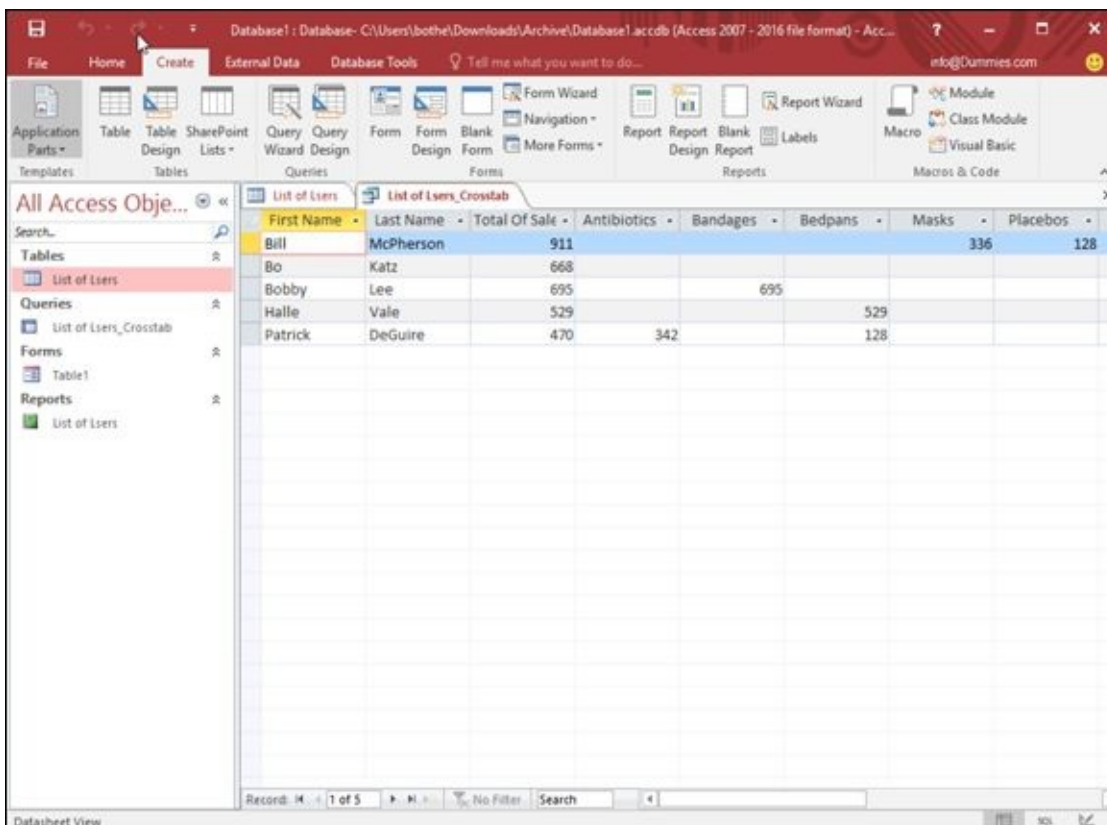 Database1 : Database- C:\Users\bothe\Downloads\Archive\Database1.accdb (Access 2007 - 2016 file format) - Acc... ?
File Home Create External Data Database Tools Tell me what you want to do... info@Dummies.com
Application Parts
Table
Table Design
SharePoint Lists
Query Wizard
Query Design
Form
Form Design
Blank Form
Form Wizard
Navigation
More Forms
Report
Report Design
Blank Report
Report Wizard
Labels
Macro
Module
Class Module
Visual Basic
Templates Tables Queries Forms Reports Macros & Code
All Access Obje...
Search...
Tables
List of Lsers
Queries
List of Lsers_Crosstab
Forms
Table1
Reports
List of Lsers
List of Lsers List of Lsers_Crosstab
First Name Last Name Total Of Sale Antibiotics Bandages Bedpans Masks Placebos
Bill McPherson 911 336 128
Bo Katz 668
Bobby Lee 695 695
Halle Vale 529 529
Patrick DeGuire 470 342 128
Record: 1 of 5 No Filter Search
Datasheet View SQL